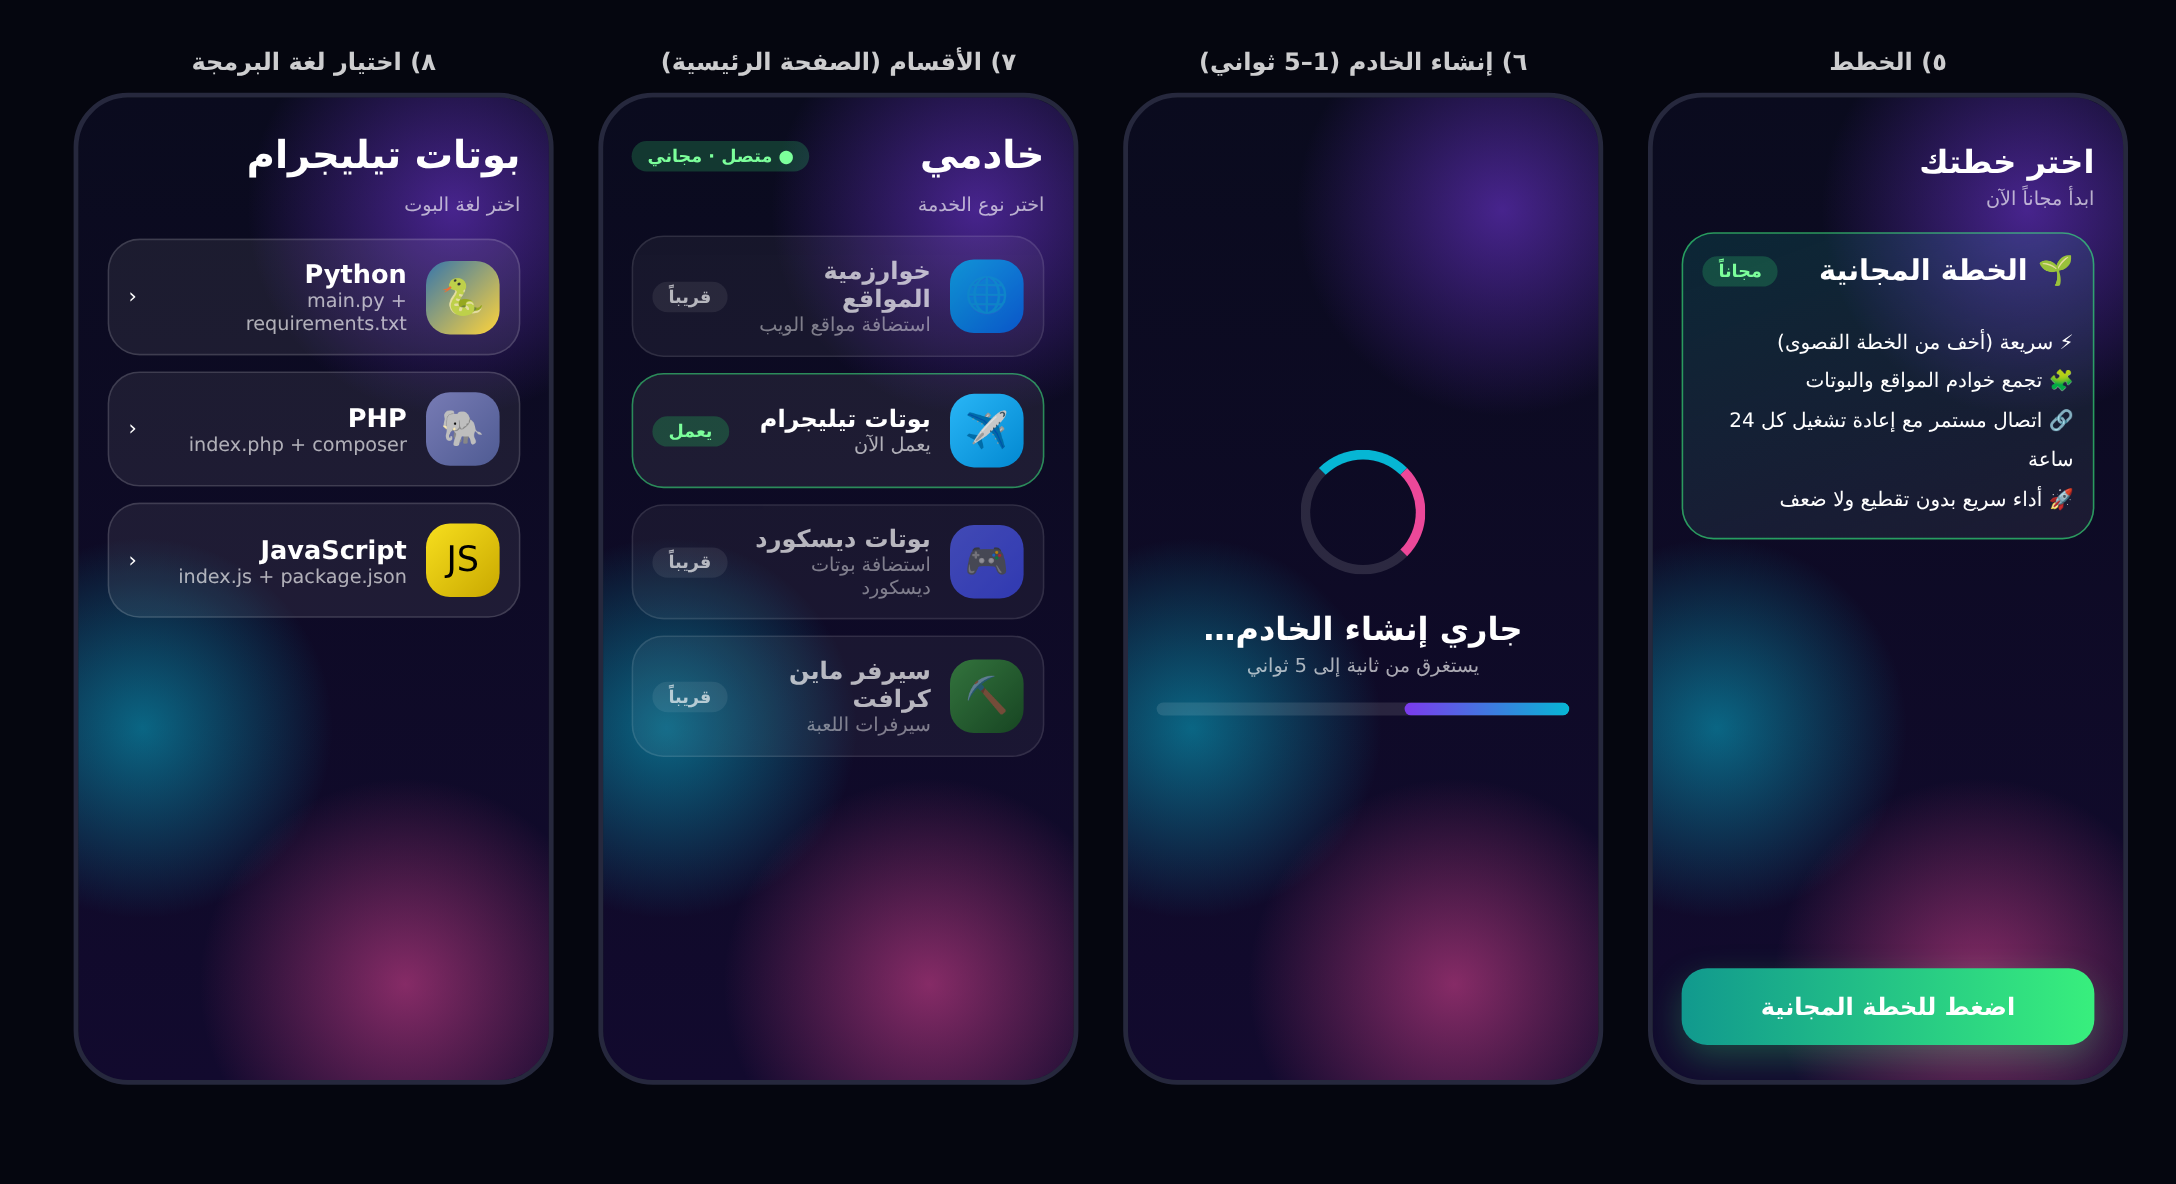 ٥) الخطط
اختر خطتك
ابدأ مجاناً الآن
🌱 الخطة المجانية
مجاناً
⚡ سريعة (أخف من الخطة القصوى)
🧩 تجمع خوادم المواقع والبوتات
🔗 اتصال مستمر مع إعادة تشغيل كل 24
ساعة
🚀 أداء سريع بدون تقطيع ولا ضعف
اضغط للخطة المجانية
٦) إنشاء الخادم (1–5 ثواني)
جاري إنشاء الخادم...
يستغرق من ثانية إلى 5 ثواني
٧) الأقسام (الصفحة الرئيسية)
خادمي
● متصل · مجاني
اختر نوع الخدمة
خوارزمية
المواقع
استضافة مواقع الويب
قريباً
بوتات تيليجرام
يعمل الآن
يعمل
بوتات ديسكورد
استضافة بوتات
ديسكورد
قريباً
سيرفر ماين
كرافت
سيرفرات اللعبة
قريباً
٨) اختيار لغة البرمجة
بوتات تيليجرام
اختر لغة البوت
Python
main.py +
requirements.txt
›
PHP
index.php + composer
›
JS
JavaScript
index.js + package.json
›